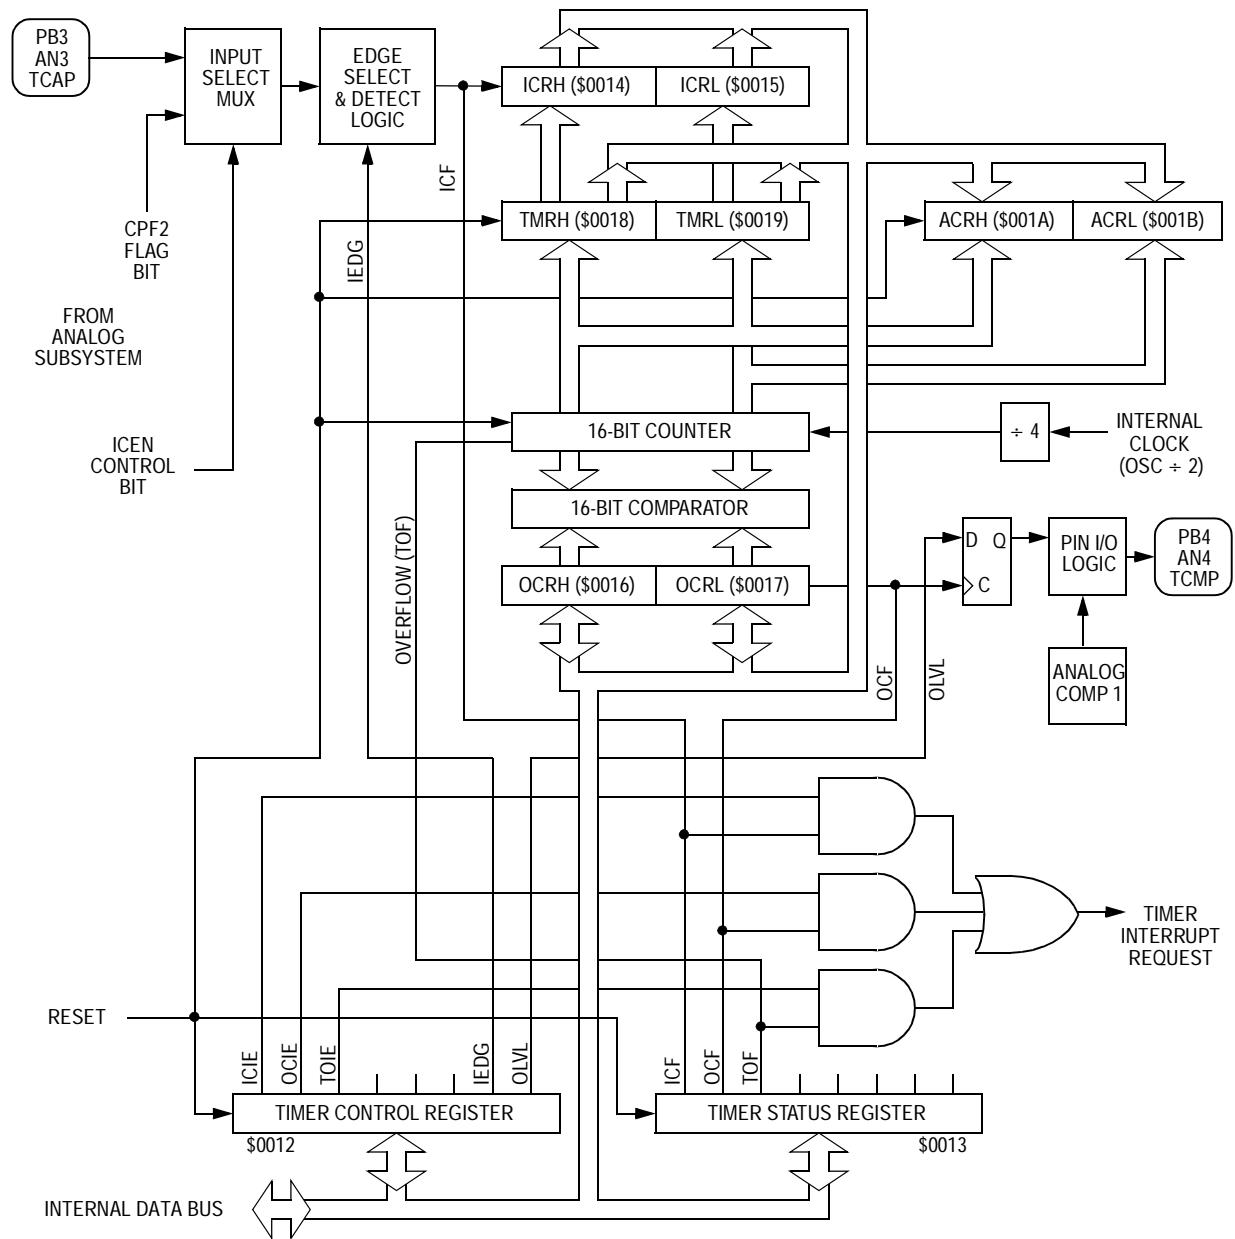 PB3
AN3
TCAP
INPUT
SELECT
MUX
EDGE
SELECT
& DETECT
LOGIC
ICRH ($0014)
ICRL ($0015)
ICF
TMRH ($0018)
TMRL ($0019)
ACRH ($001A)
ACRL ($001B)
CPF2
FLAG
BIT
IEDG
FROM
ANALOG
SUBSYSTEM
ICEN
CONTROL
BIT
16-BIT COUNTER
÷ 4
INTERNAL
CLOCK
(OSC ÷ 2)
16-BIT COMPARATOR
OVERFLOW (TOF)
OCRH ($0016)
OCRL ($0017)
D Q
C
PIN I/O
LOGIC
PB4
AN4
TCMP
OCF
OLVL
ANALOG
COMP 1
TIMER
INTERRUPT
REQUEST
RESET
ICIE
OCIE
TOIE
IEDG
OLVL
ICF
OCF
TOF
TIMER CONTROL REGISTER
TIMER STATUS REGISTER
$0012
$0013
INTERNAL DATA BUS